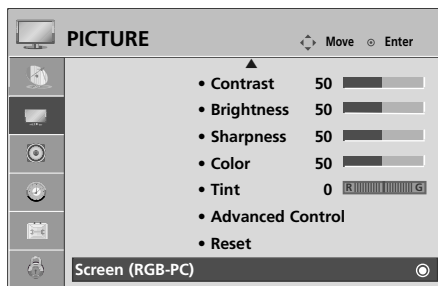 PICTURE Move Enter
• Contrast 50
• Brightness 50
• Sharpness 50
• Color 50
• Tint 0 R G
• Advanced Control
• Reset
Screen (RGB-PC)